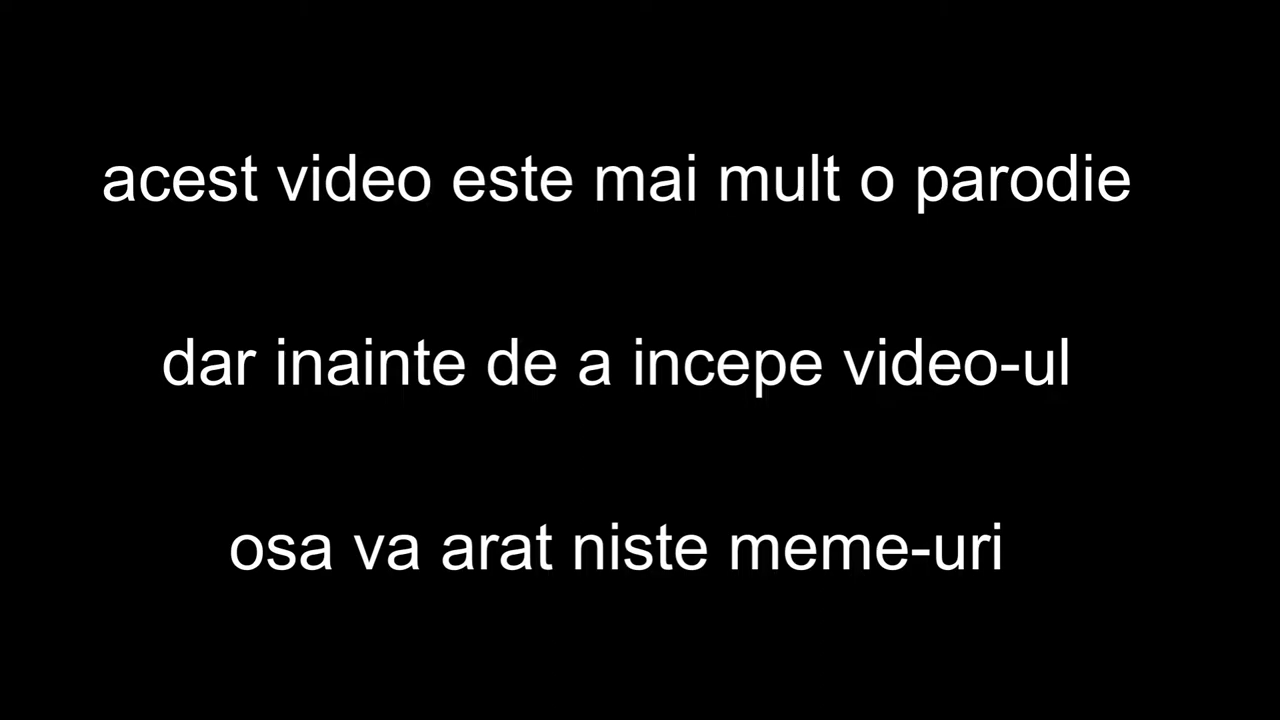 acest video este mai mult o parodie
dar inainte de a incepe video-ul
osa va arat niste meme-uri